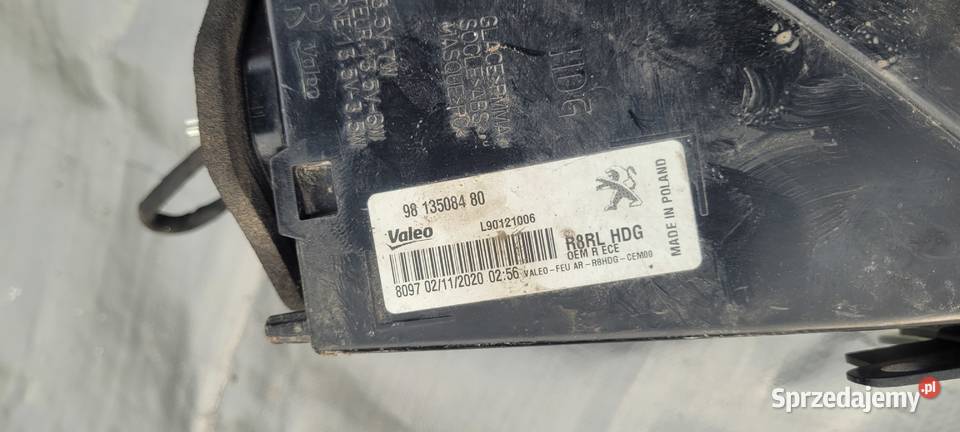 Valeo
HDG
98 135084 80
Valeo
L90121006
R8RL HDG
OEM R ECE
8097 02/11/2020 02:56
VALEO-FEU AR-R8HDG-CEM00
MADE IN POLAND
Sprzedajemy.pl